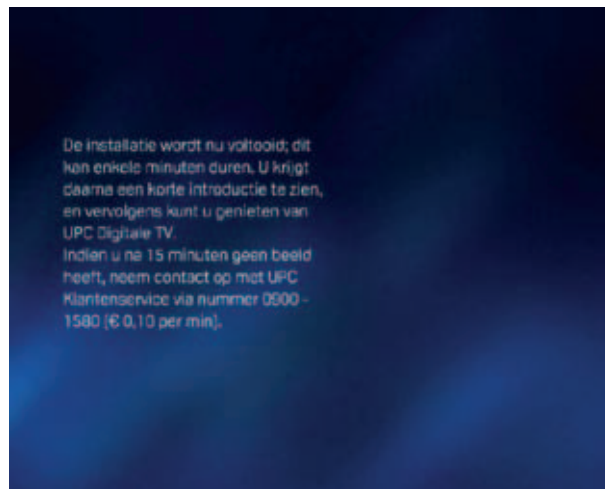 De installatie wordt nu voltooid; dit
kan enkele minuten duren. U krijgt
daarna een korte introductie te zien,
en vervolgens kunt u genieten van
UPC Digitale TV.
Indien u na 15 minuten geen beeld
heeft, neem contact op met UPC
Klantenservice via nummer 0900 -
1580 (€ 0,10 per min).